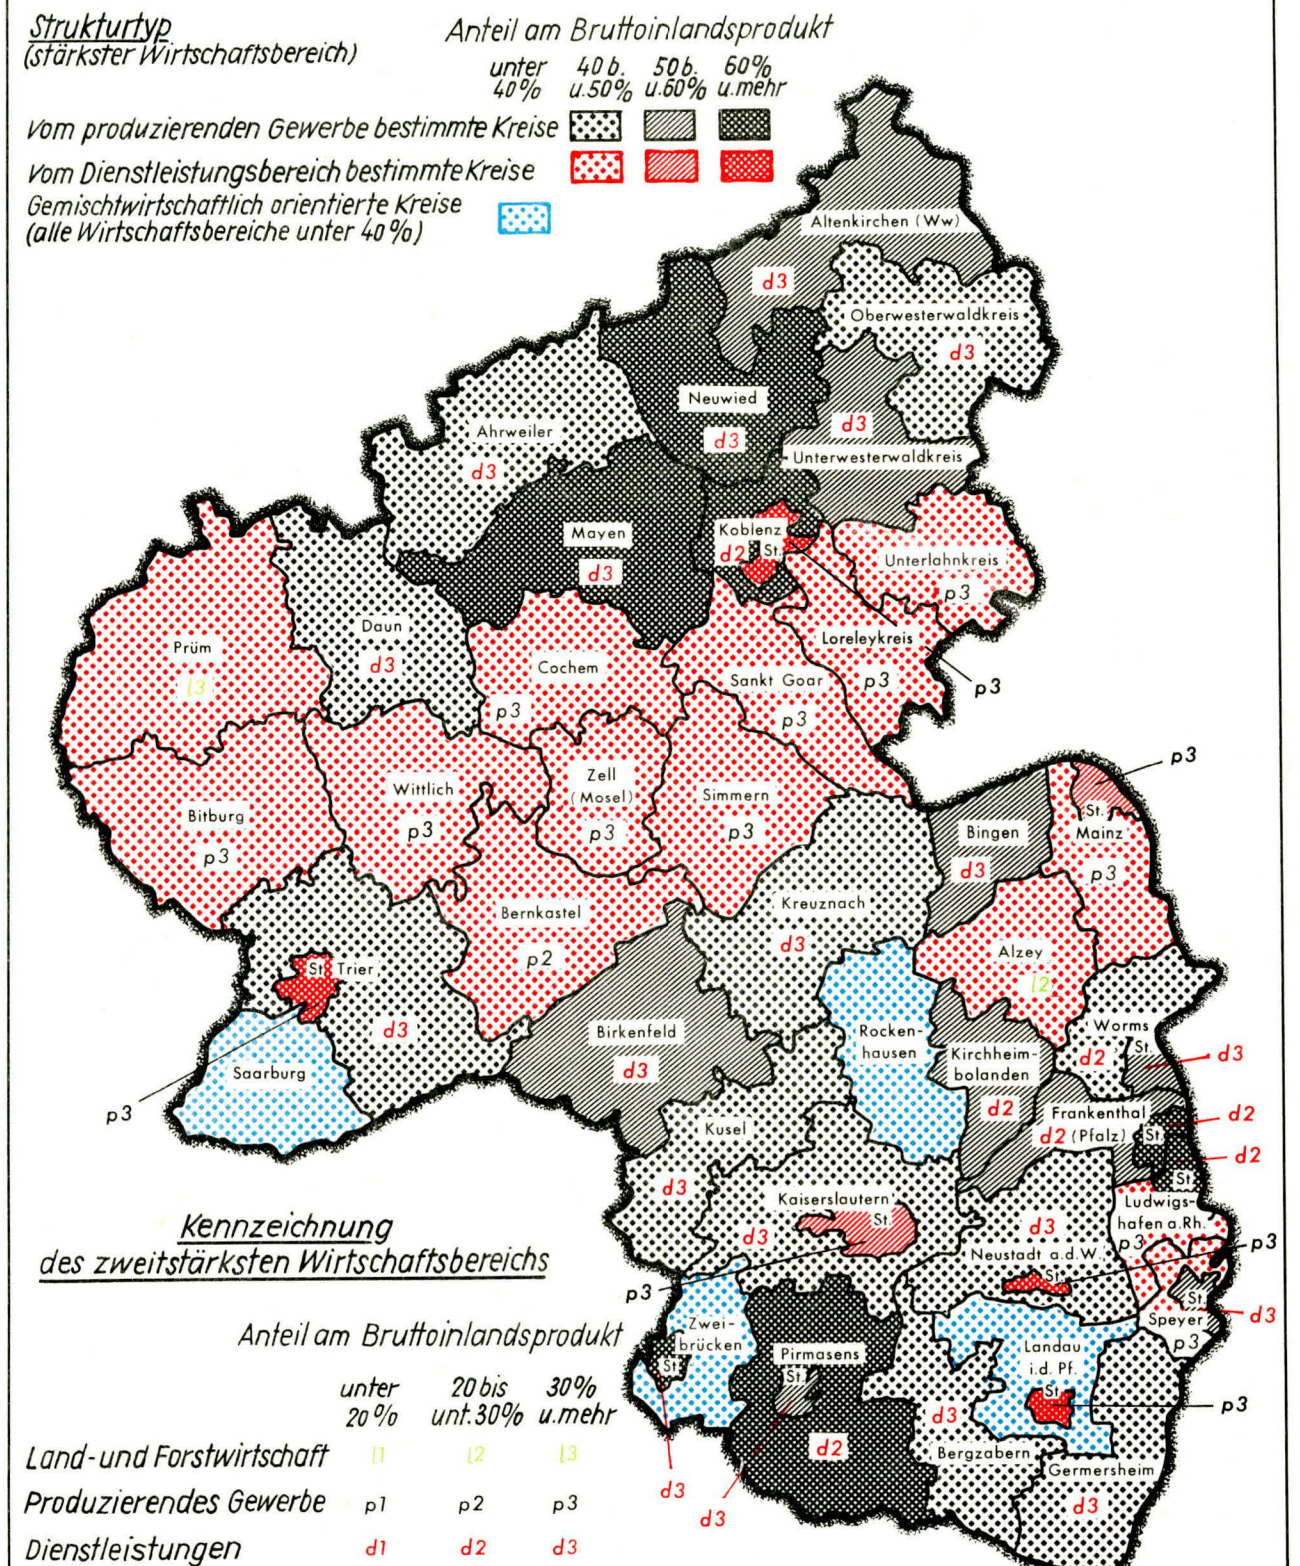 Strukturtyp
(stärkster Wirtschaftsbereich)
Anteil am Bruttoinlandsprodukt
unter 40%
40 b. u.50%
50 b. u.60%
60% u.mehr
Vom produzierenden Gewerbe bestimmte Kreise
Vom Dienstleistungsbereich bestimmte Kreise
Gemischtwirtschaftlich orientierte Kreise
(alle Wirtschaftsbereiche unter 40%)
Altenkirchen (Ww)
d3
Oberwesterwaldkreis
d3
Neuwied
d3
d3
Unterwesterwaldkreis
Ahrweiler
d3
Mayen
d3
Koblenz
d2 St.
Unterlahnkreis
p3
Loreleykreis
p3
p3
Prüm
l3
Daun
d3
Cochem
p3
Sankt Goar
p3
Bitburg
p3
Wittlich
p3
Zell
(Mosel)
p3
Simmern
p3
Bingen
d3
p3
St.
Mainz
p3
Bernkastel
p2
Kreuznach
d3
Alzey
l2
St. Trier
d3
p3
Saarburg
Birkenfeld
d3
Rocken-
hausen
Kirchheim-
bolanden
d2
Worms
d2
St.
d3
Frankenthal
d2 (Pfalz)
St.
d2
d2
St.
Kusel
d3
Kaiserslautern
St.
d3
p3
d3
Neustadt a.d.W.
St.
p3
Ludwigs-
hafen a.Rh.
p3
St.
d3
Speyer
p3
Zwei-
brücken
St.
d3
Pirmasens
St.
d3
d2
Landau
i.d. Pf.
St.
p3
d3
Bergzabern
Germersheim
d3
Kennzeichnung
des zweitstärksten Wirtschaftsbereichs
Anteil am Bruttoinlandsprodukt
unter 20%
20 bis unt.30%
30% u.mehr
Land-und Forstwirtschaft l1 l2 l3
Produzierendes Gewerbe p1 p2 p3
Dienstleistungen d1 d2 d3